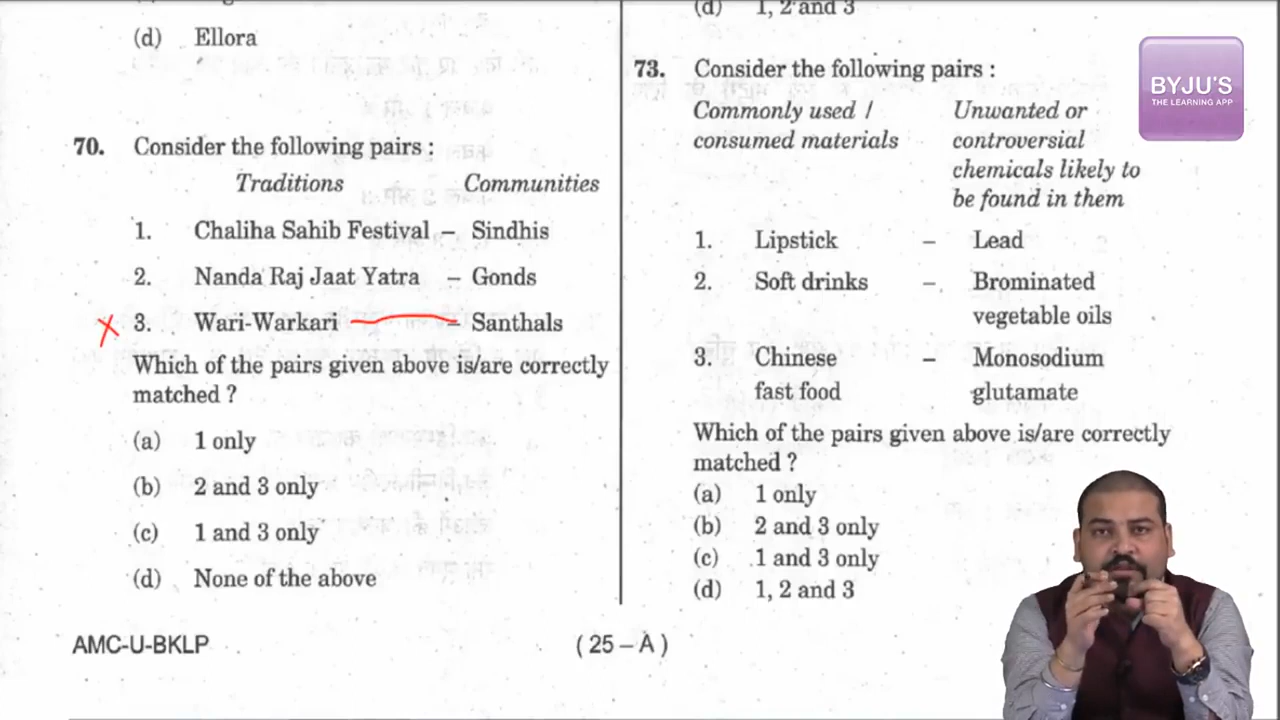 (d) Ellora
70. Consider the following pairs :
Traditions Communities
1. Chaliha Sahib Festival – Sindhis
2. Nanda Raj Jaat Yatra – Gonds
3. Wari-Warkari – Santhals
Which of the pairs given above is/are correctly
matched ?
(a) 1 only
(b) 2 and 3 only
(c) 1 and 3 only
(d) None of the above
AMC-U-BKLP
( 25 – A )
(d) 1, 2 and 3
73. Consider the following pairs :
Commonly used / Unwanted or
consumed materials controversial
chemicals likely to
be found in them
1. Lipstick – Lead
2. Soft drinks – Brominated
vegetable oils
3. Chinese – Monosodium
fast food glutamate
Which of the pairs given above is/are correctly
matched ?
(a) 1 only
(b) 2 and 3 only
(c) 1 and 3 only
(d) 1, 2 and 3
BYJU'S
THE LEARNING APP